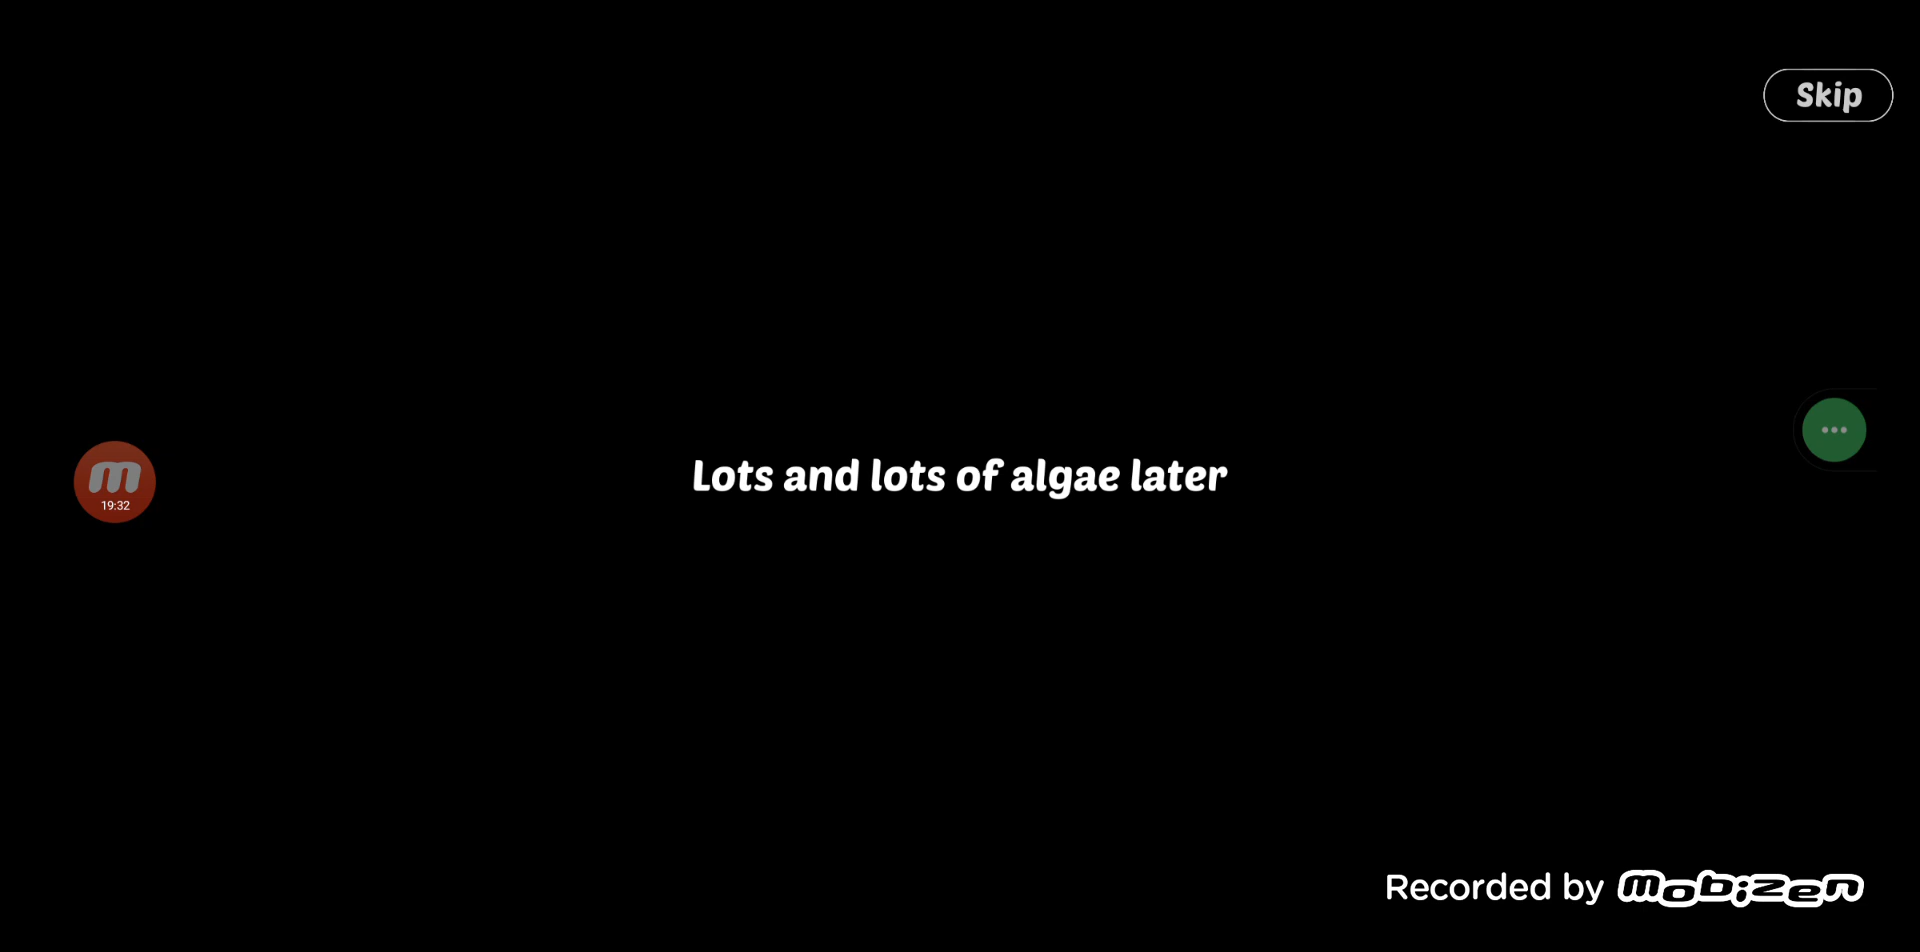 Skip
Lots and lots of algae later
m
19:32
Recorded by mobizen